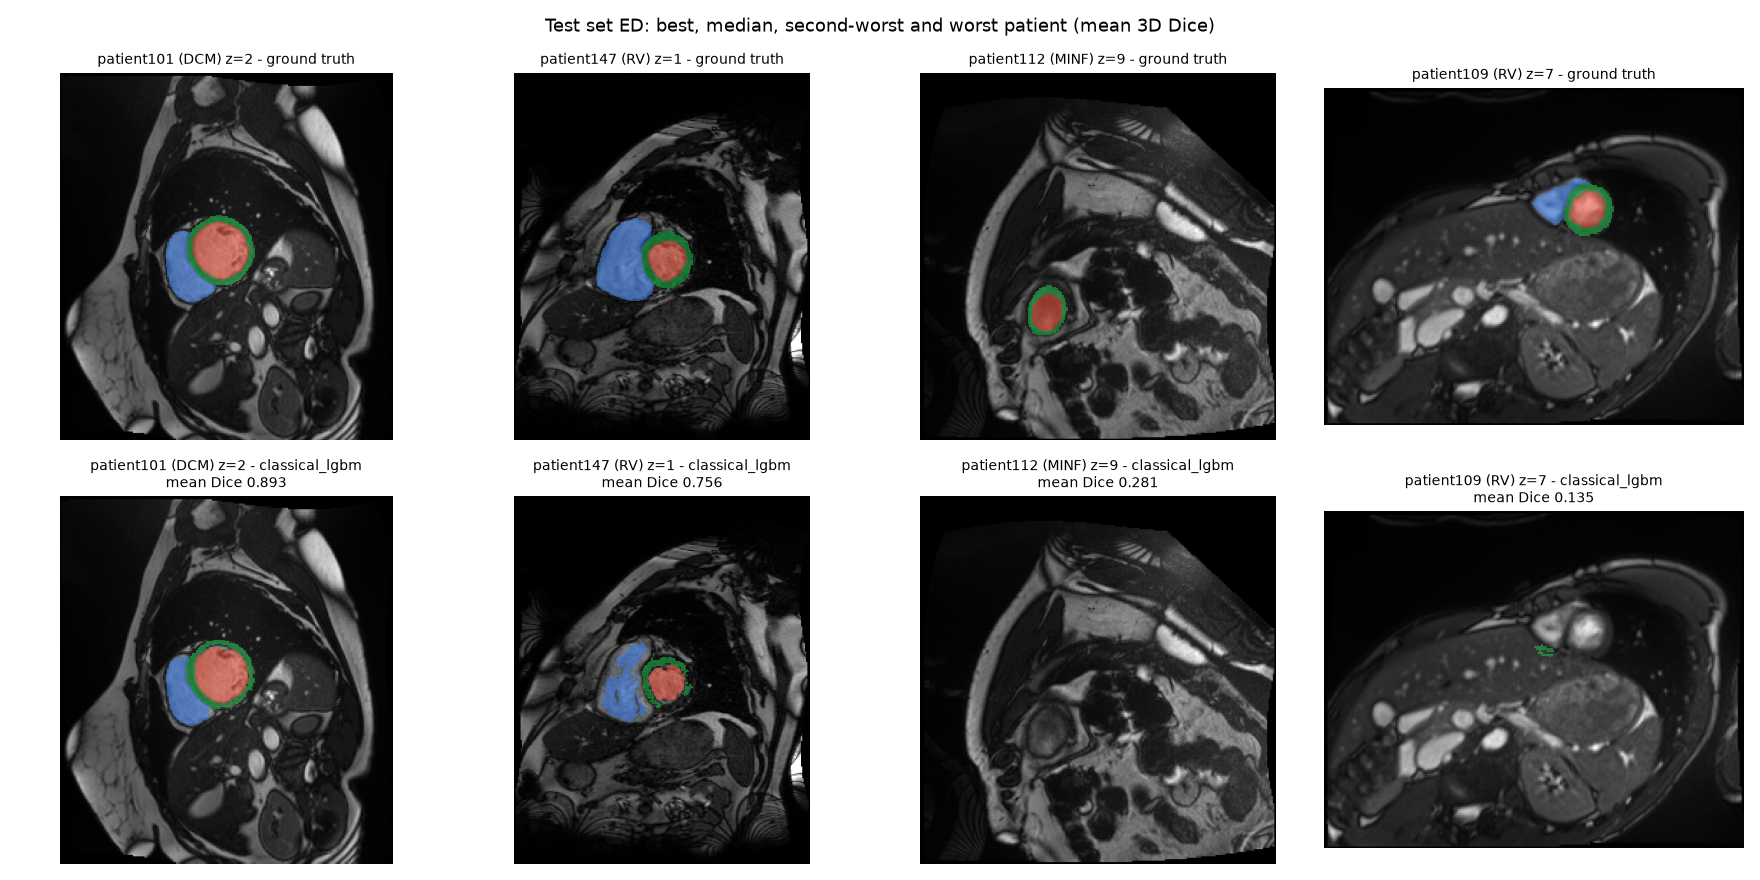 Test set ED: best, median, second-worst and worst patient (mean 3D Dice)
patient101 (DCM) z=2 - ground truth
patient147 (RV) z=1 - ground truth
patient112 (MINF) z=9 - ground truth
patient109 (RV) z=7 - ground truth
patient101 (DCM) z=2 - classical_lgbm
mean Dice 0.893
patient147 (RV) z=1 - classical_lgbm
mean Dice 0.756
patient112 (MINF) z=9 - classical_lgbm
mean Dice 0.281
patient109 (RV) z=7 - classical_lgbm
mean Dice 0.135